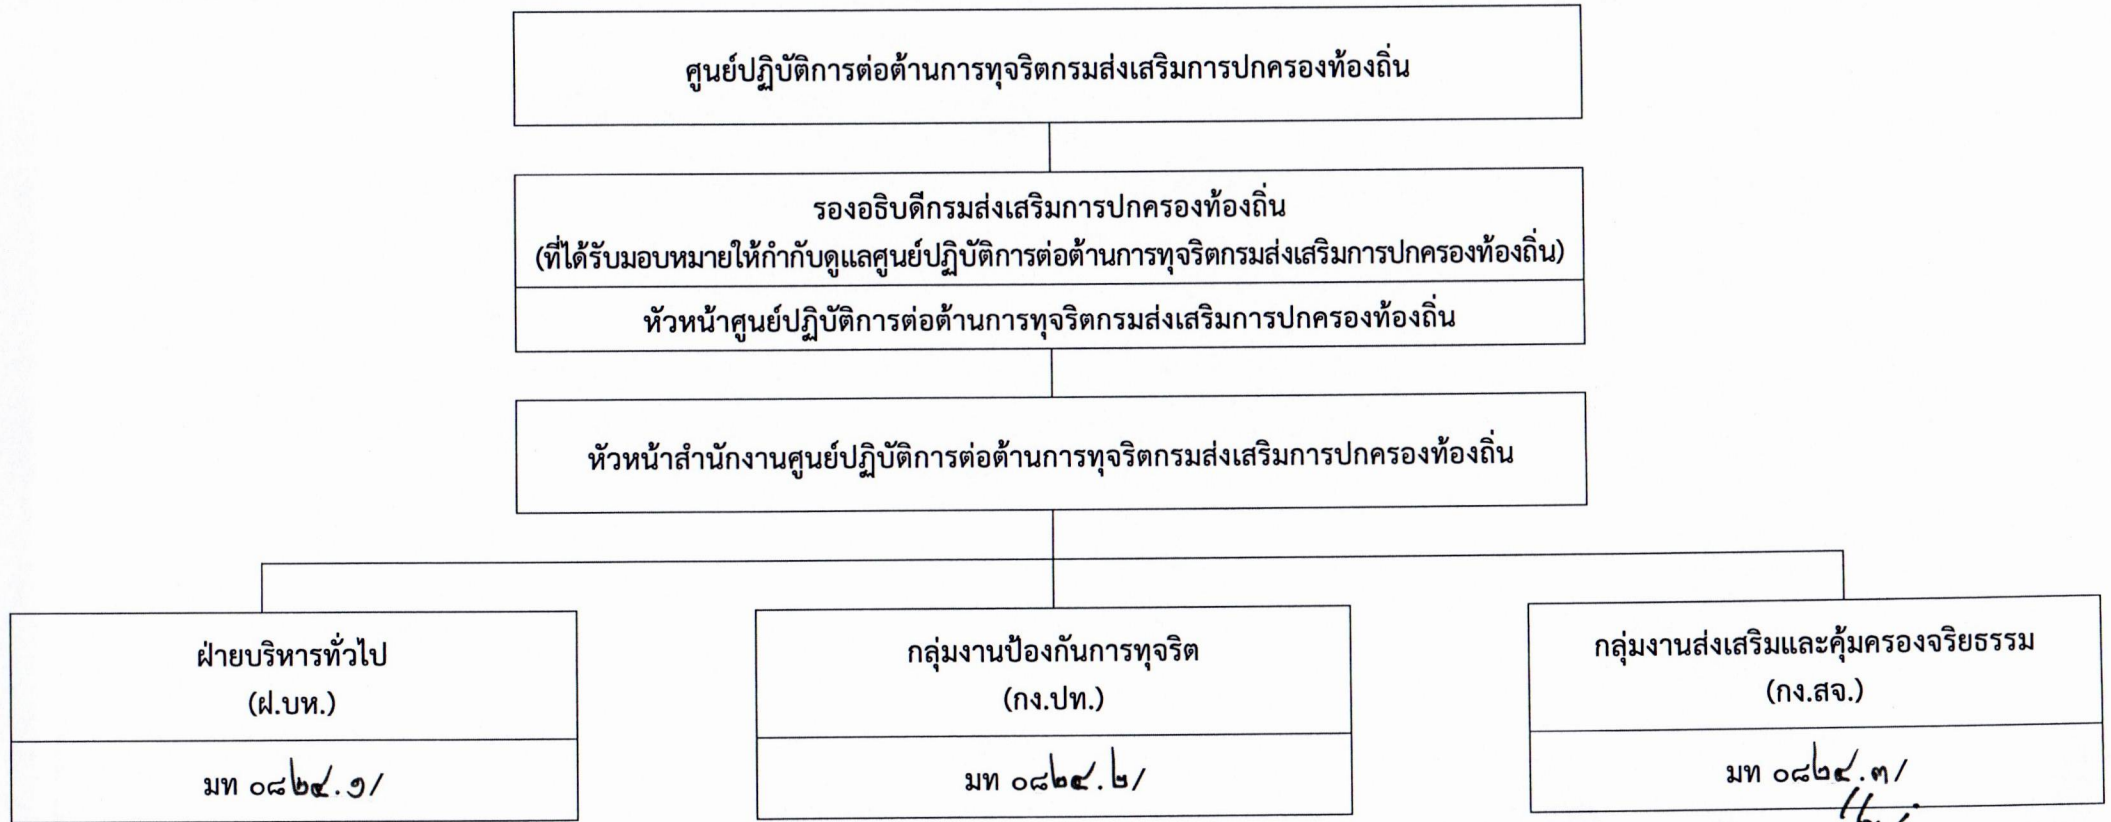 ศูนย์ปฏิบัติการต่อต้านการทุจริตกรมส่งเสริมการปกครองท้องถิ่น
รองอธิบดีกรมส่งเสริมการปกครองท้องถิ่น
(ที่ได้รับมอบหมายให้กำกับดูแลศูนย์ปฏิบัติการต่อต้านการทุจริตกรมส่งเสริมการปกครองท้องถิ่น)
หัวหน้าศูนย์ปฏิบัติการต่อต้านการทุจริตกรมส่งเสริมการปกครองท้องถิ่น
หัวหน้าสำนักงานศูนย์ปฏิบัติการต่อต้านการทุจริตกรมส่งเสริมการปกครองท้องถิ่น
ฝ่ายบริหารทั่วไป
(ฝ.บห.)
มท ๐๘๒๔.๑/
กลุ่มงานป้องกันการทุจริต
(กง.ปท.)
มท ๐๘๒๔.๒/
กลุ่มงานส่งเสริมและคุ้มครองจริยธรรม
(กง.สจ.)
มท ๐๘๒๔.๓/